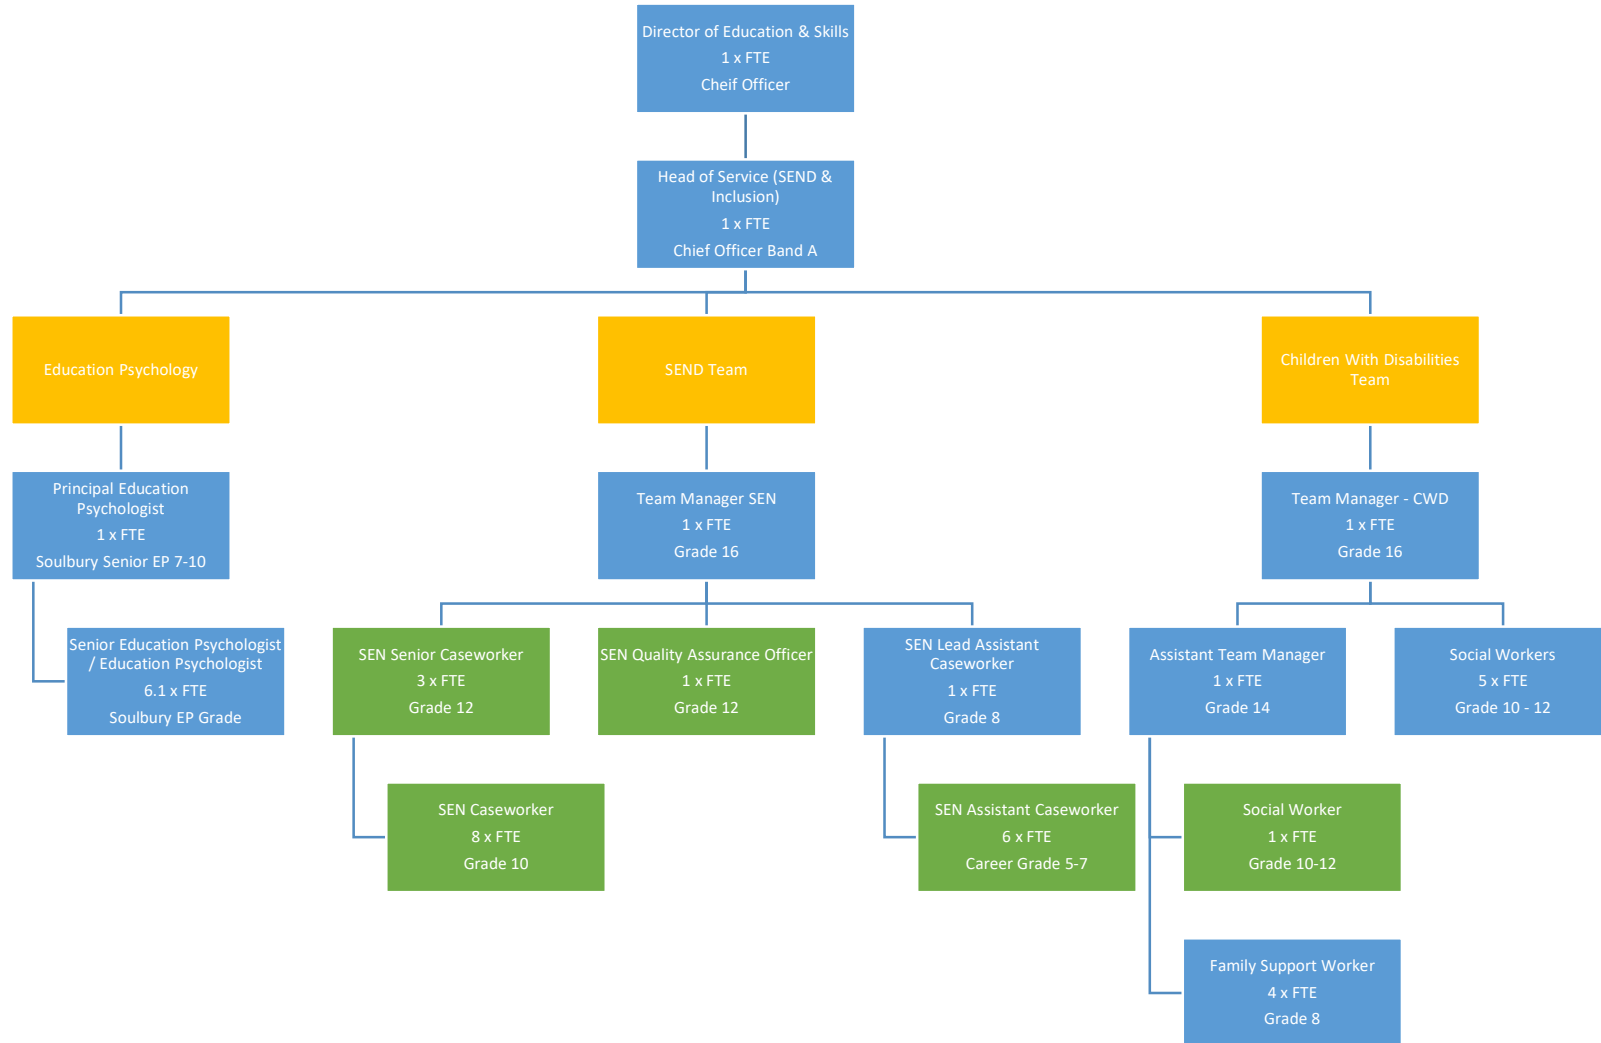 Director of Education & Skills
1 x FTE
Cheif Officer
Head of Service (SEND &
Inclusion)
1 x FTE
Chief Officer Band A
Education Psychology
SEND Team
Children With Disabilities
Team
Principal Education
Psychologist
1 x FTE
Soulbury Senior EP 7-10
Team Manager SEN
1 x FTE
Grade 16
Team Manager - CWD
1 x FTE
Grade 16
Senior Education Psychologist
/ Education Psychologist
6.1 x FTE
Soulbury EP Grade
SEN Senior Caseworker
3 x FTE
Grade 12
SEN Quality Assurance Officer
1 x FTE
Grade 12
SEN Lead Assistant
Caseworker
1 x FTE
Grade 8
Assistant Team Manager
1 x FTE
Grade 14
Social Workers
5 x FTE
Grade 10 - 12
SEN Caseworker
8 x FTE
Grade 10
SEN Assistant Caseworker
6 x FTE
Career Grade 5-7
Social Worker
1 x FTE
Grade 10-12
Family Support Worker
4 x FTE
Grade 8